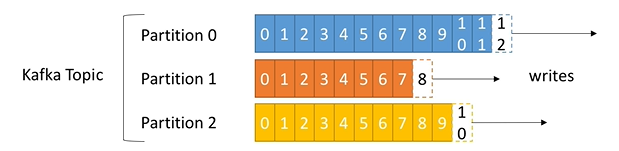 Partition 0 0 1 2 3 4 5 6 7 8 9 10 11 12
Kafka Topic Partition 1 0 1 2 3 4 5 6 7 8 writes
Partition 2 0 1 2 3 4 5 6 7 8 9 10